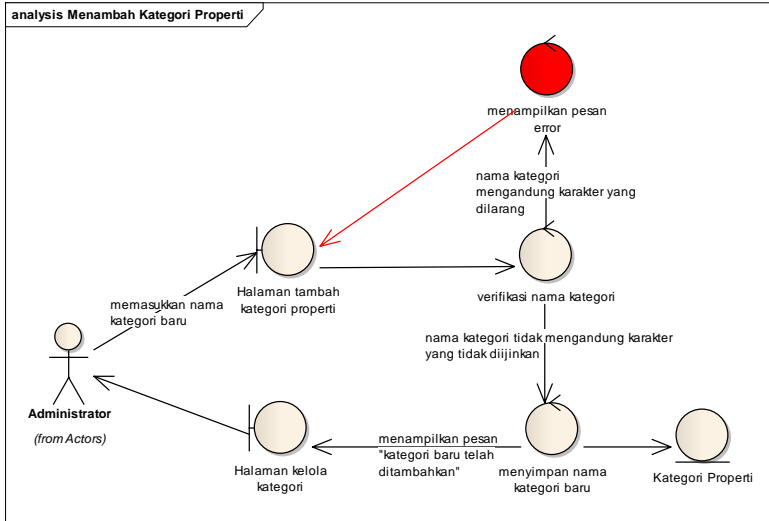 analysis Menambah Kategori Properti
menampilkan pesan
error
nama kategori
mengandung karakter yang
dilarang
Halaman tambah
kategori properti
verifikasi nama kategori
memasukkan nama
kategori baru
nama kategori tidak mengandung karakter
yang tidak diijinkan
Administrator
(from Actors)
Halaman kelola
kategori
menampilkan pesan
"kategori baru telah
ditambahkan"
menyimpan nama
kategori baru
Kategori Properti